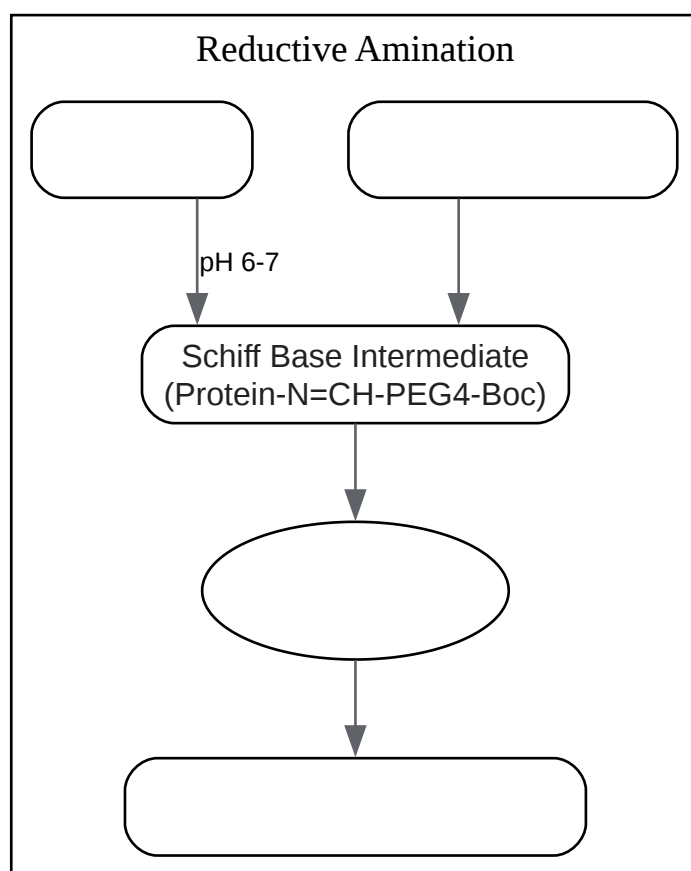 Reductive Amination
pH 6-7
Schiff Base Intermediate
(Protein-N=CH-PEG4-Boc)